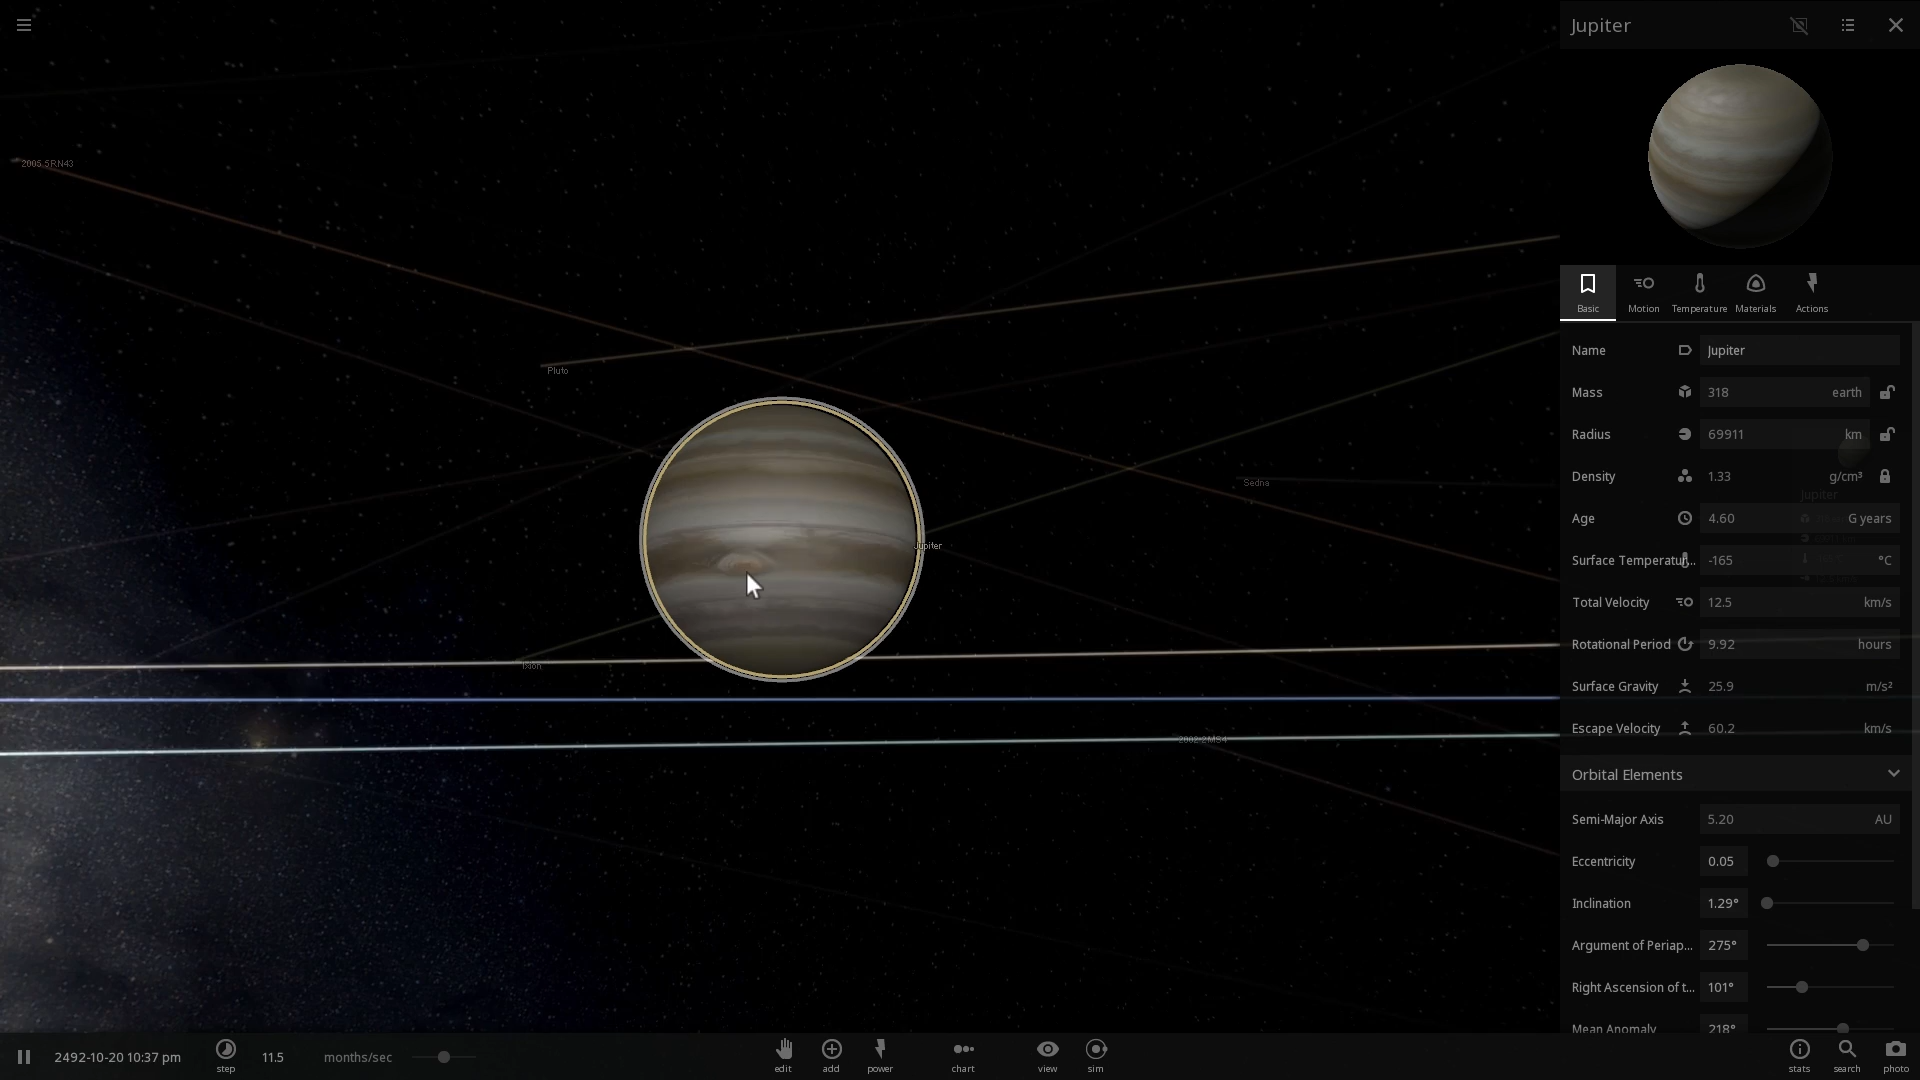 Jupiter
2005 SRN43
Pluto
Sedna
Jupiter
Ixion
2002 2MS4
Basic
Motion
Temperature
Materials
Actions
Name Jupiter
Mass 318 earth
Radius 69911 km
Density 1.33 g/cm³
Jupiter
Age 4.60 G years
Surface Temperatur... -165 °C
Total Velocity 12.5 km/s
Rotational Period 9.92 hours
Surface Gravity 25.9 m/s²
Escape Velocity 60.2 km/s
Orbital Elements
Semi-Major Axis 5.20 AU
Eccentricity 0.05
Inclination 1.29°
Argument of Periap... 275°
Right Ascension of t... 101°
Mean Anomaly 218°
2492-10-20 10:37 pm
step
11.5 months/sec
edit
add
power
chart
view
sim
stats
search
photo